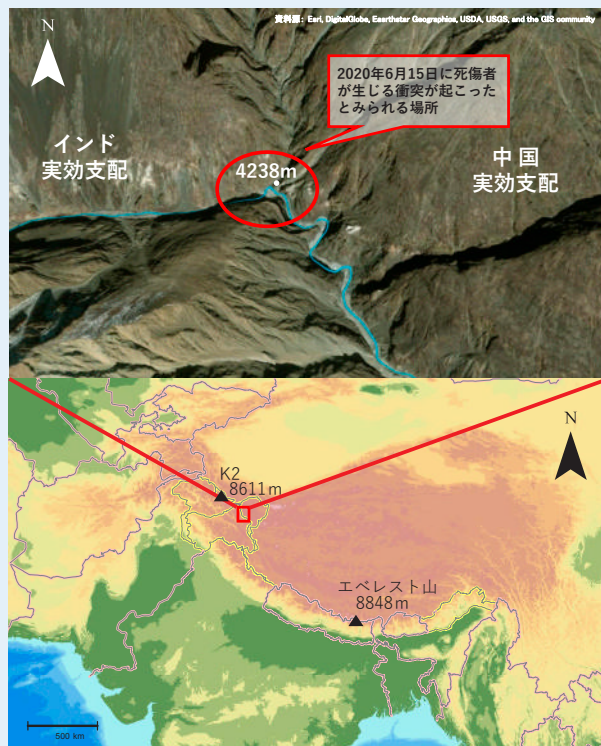 資料源： Esri, DigitalGlobe, Eearthstar Geographics, USDA, USGS, and the GIS community
N
2020年6月15日に死傷者
が生じる衝突が起こった
とみられる場所
インド
実効支配
4238m
中国
実効支配
N
K2
8611m
エベレスト山
8848m
500 km